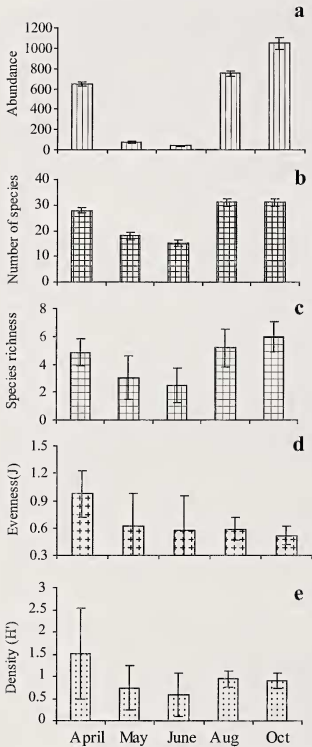 a
Abundance
1200
1000
800
600
400
200
0
b
Number of species
40
30
20
10
0
c
Species richness
8
6
4
2
0
d
Evenness(J)
1.5
1.2
0.9
0.6
0.3
e
Density (H')
3
2.5
2
1.5
1
0.5
0
April May June Aug Oct